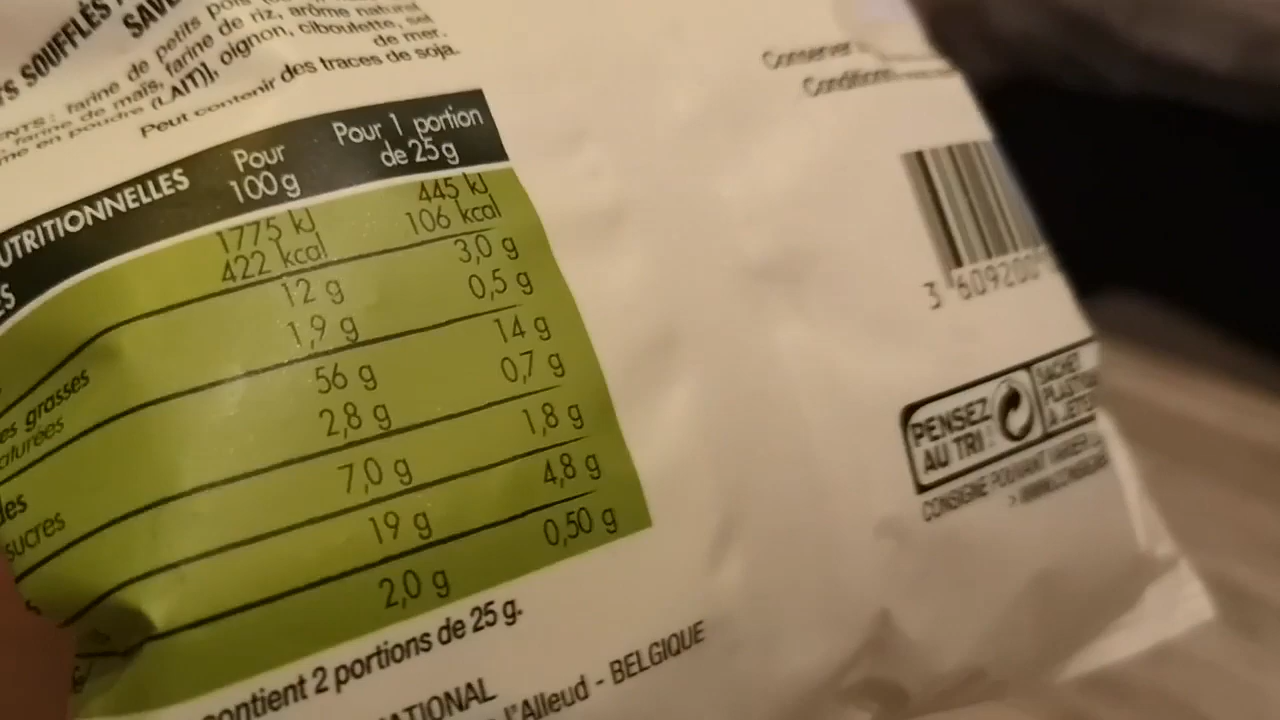 SOUFFLÉS
farine de petits pois
farine de maïs, farine de riz, arôme naturel
en poudre (LAIT)), oignon, ciboulette, sel
de mer.
Peut contenir des traces de soja.
UTRITIONNELLES Pour 100 g Pour 1 portion de 25 g
1775 kJ 445 kJ
422 kcal 106 kcal
12 g 3,0 g
es grasses 1,9 g 0,5 g
aturées
56 g 14 g
sucres 2,8 g 0,7 g
7,0 g 1,8 g
19 g 4,8 g
2,0 g 0,50 g
ontient 2 portions de 25 g.
ATIONAL
l'Alleud - BELGIQUE
Conserver
3 609200
PENSEZ
AU TRI !
SACHET
PLASTIQUE
À JETER
CONSIGNE POUVANT VARIER